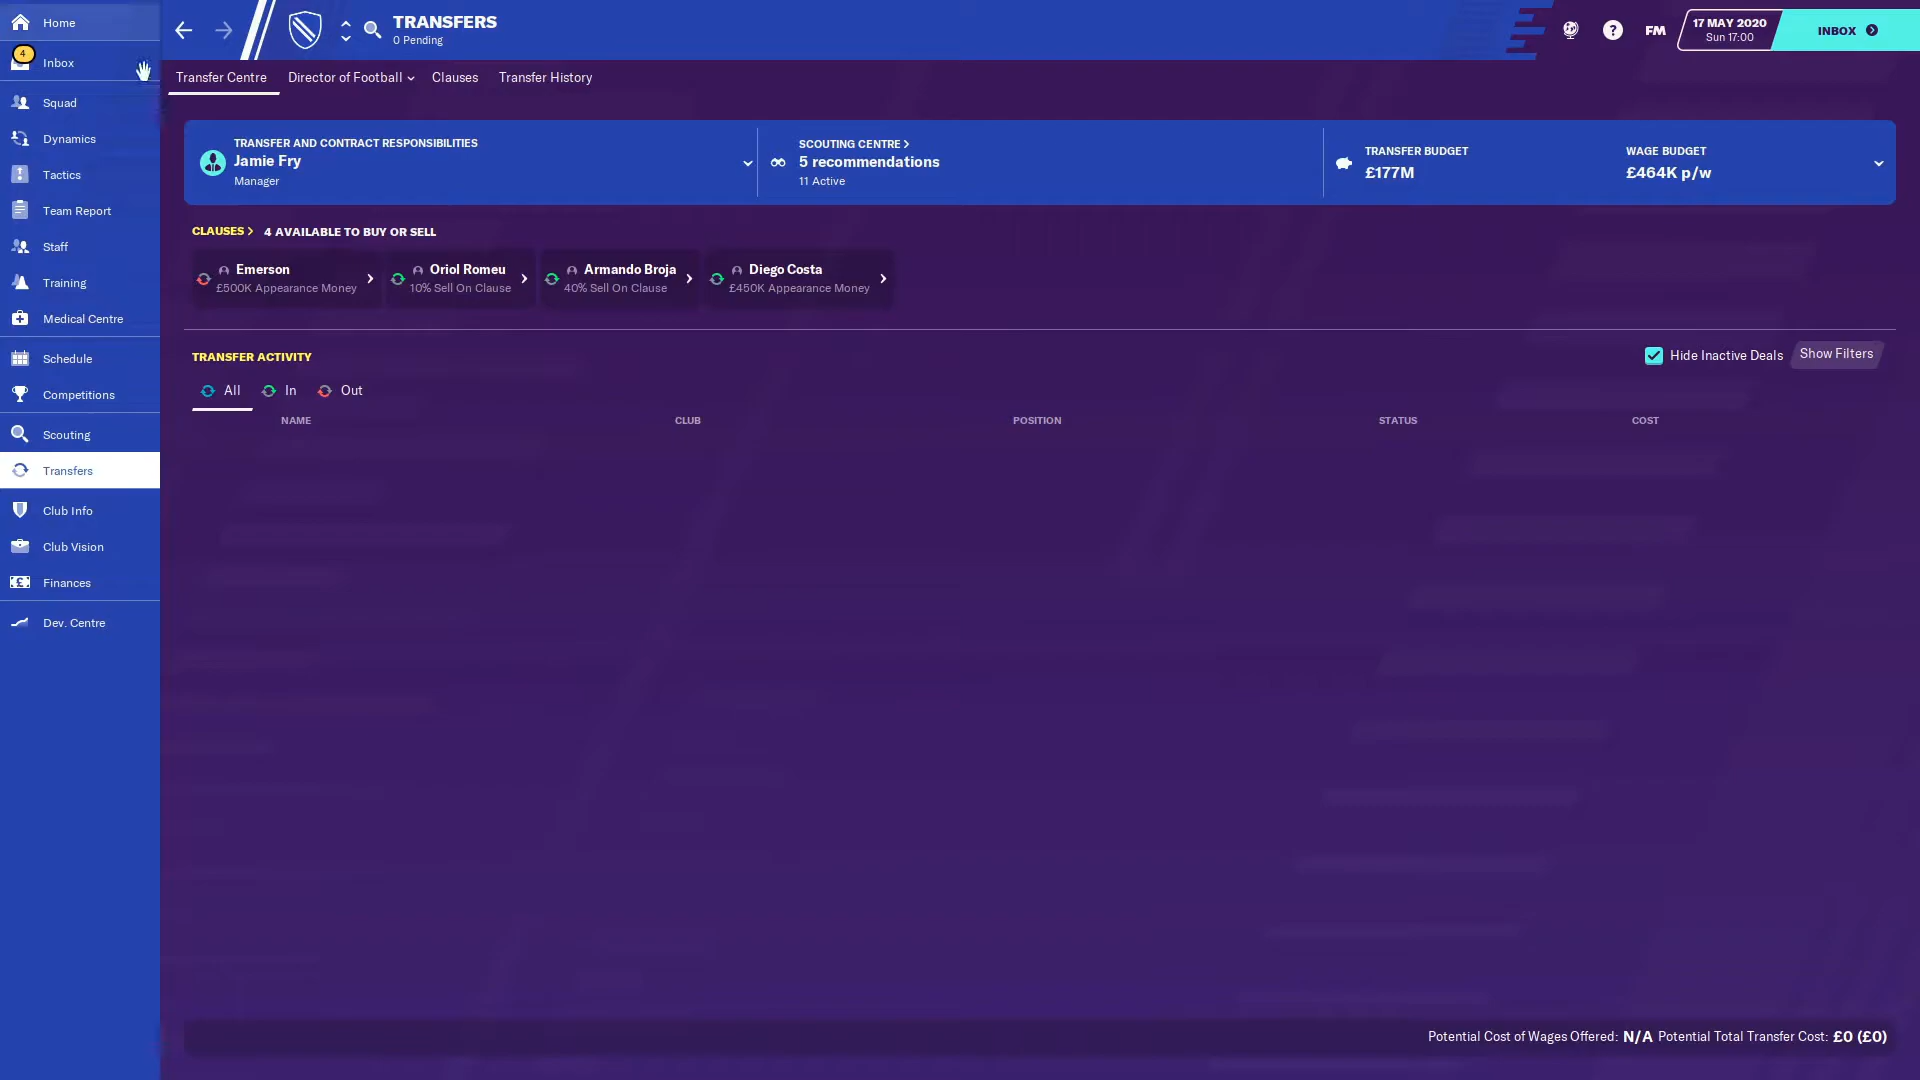 Home
4
Inbox
Squad
Dynamics
Tactics
Team Report
Staff
Training
Medical Centre
Schedule
Competitions
Scouting
Transfers
Club Info
Club Vision
Finances
Dev. Centre
TRANSFERS
0 Pending
?
FM
17 MAY 2020
Sun 17:00
INBOX
Transfer Centre
Director of Football
Clauses
Transfer History
TRANSFER AND CONTRACT RESPONSIBILITIES
Jamie Fry
Manager
SCOUTING CENTRE >
5 recommendations
11 Active
TRANSFER BUDGET
£177M
WAGE BUDGET
£464K p/w
CLAUSES > 4 AVAILABLE TO BUY OR SELL
Emerson
£500K Appearance Money
Oriol Romeu
10% Sell On Clause
Armando Broja
40% Sell On Clause
Diego Costa
£450K Appearance Money
TRANSFER ACTIVITY
Hide Inactive Deals
Show Filters
All In Out
NAME CLUB POSITION STATUS COST
Potential Cost of Wages Offered: N/A Potential Total Transfer Cost: £0 (£0)